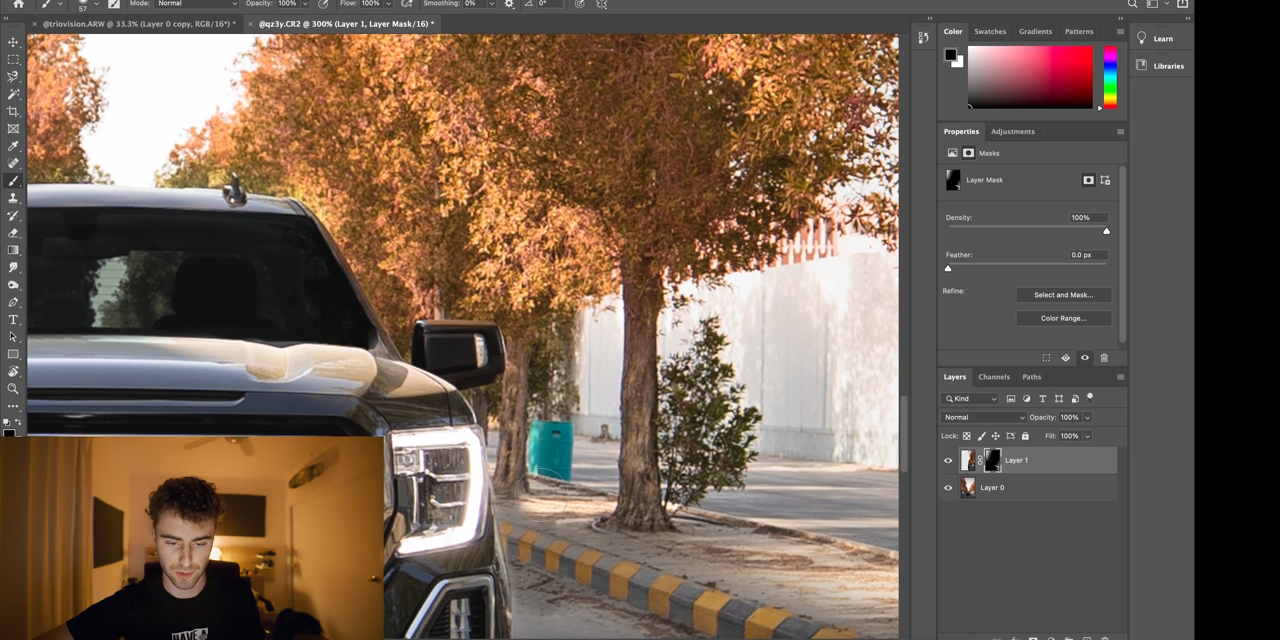 57
Mode: Normal
Opacity: 100%
Flow: 100%
Smoothing: 0%
0°
× @triovision.ARW @ 33.3% (Layer 0 copy, RGB/16*) *
× @qz3y.CR2 @ 300% (Layer 1, Layer Mask/16) *
Color Swatches Gradients Patterns
Learn
Libraries
Properties Adjustments
Masks
Layer Mask
Density: 100%
Feather: 0.0 px
Refine: Select and Mask...
Color Range...
Layers Channels Paths
Kind
Normal Opacity: 100%
Lock: Fill: 100%
Layer 1
Layer 0
HAVE A